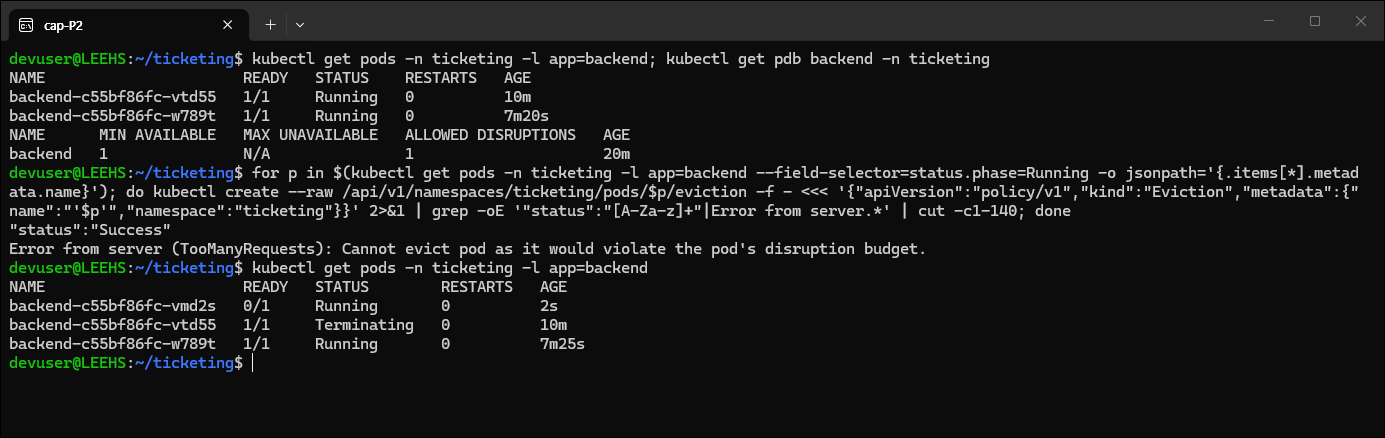 cap-P2
devuser@LEEHS:~/ticketing$ kubectl get pods -n ticketing -l app=backend; kubectl get pdb backend -n ticketing
NAME                      READY   STATUS    RESTARTS   AGE
backend-c55bf86fc-vtd55   1/1     Running   0          10m
backend-c55bf86fc-w789t   1/1     Running   0          7m20s
NAME      MIN AVAILABLE   MAX UNAVAILABLE   ALLOWED DISRUPTIONS   AGE
backend   1               N/A               1                     20m
devuser@LEEHS:~/ticketing$ for p in $(kubectl get pods -n ticketing -l app=backend --field-selector=status.phase=Running -o jsonpath='{.items[*].metad
ata.name}'); do kubectl create --raw /api/v1/namespaces/ticketing/pods/$p/eviction -f - <<< '{"apiVersion":"policy/v1","kind":"Eviction","metadata":{"
name":"'$p'","namespace":"ticketing"}}' 2>&1 | grep -oE '"status":"[A-Za-z]+"|Error from server.*' | cut -c1-140; done
"status":"Success"
Error from server (TooManyRequests): Cannot evict pod as it would violate the pod's disruption budget.
devuser@LEEHS:~/ticketing$ kubectl get pods -n ticketing -l app=backend
NAME                      READY   STATUS        RESTARTS   AGE
backend-c55bf86fc-vmd2s   0/1     Running       0          2s
backend-c55bf86fc-vtd55   1/1     Terminating   0          10m
backend-c55bf86fc-w789t   1/1     Running       0          7m25s
devuser@LEEHS:~/ticketing$